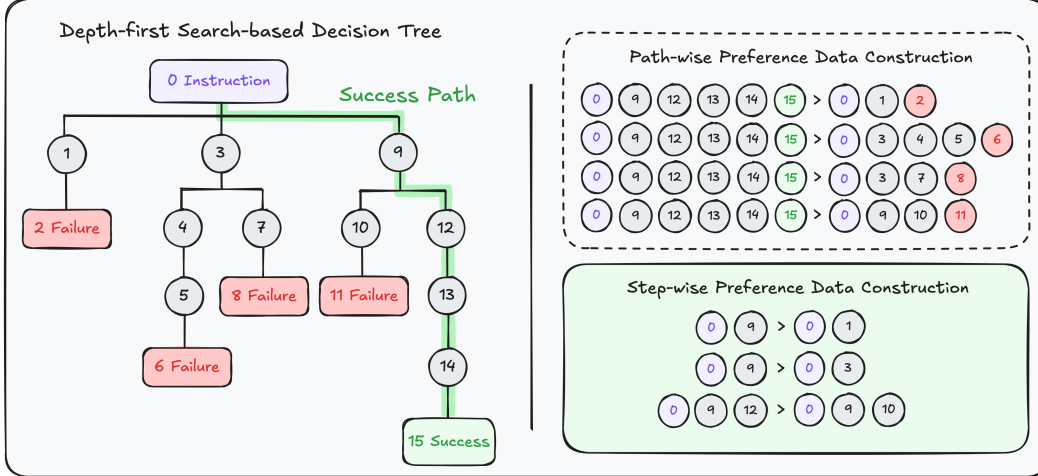 Depth-first Search-based Decision Tree
0 Instruction
Success Path
1
3
9
2 Failure
4
7
10
12
5
8 Failure
11 Failure
13
6 Failure
14
15 Success
Path-wise Preference Data Construction
0 9 12 13 14 15 > 0 1 2
0 9 12 13 14 15 > 0 3 4 5 6
0 9 12 13 14 15 > 0 3 7 8
0 9 12 13 14 15 > 0 9 10 11
Step-wise Preference Data Construction
0 9 > 0 1
0 9 > 0 3
0 9 12 > 0 9 10